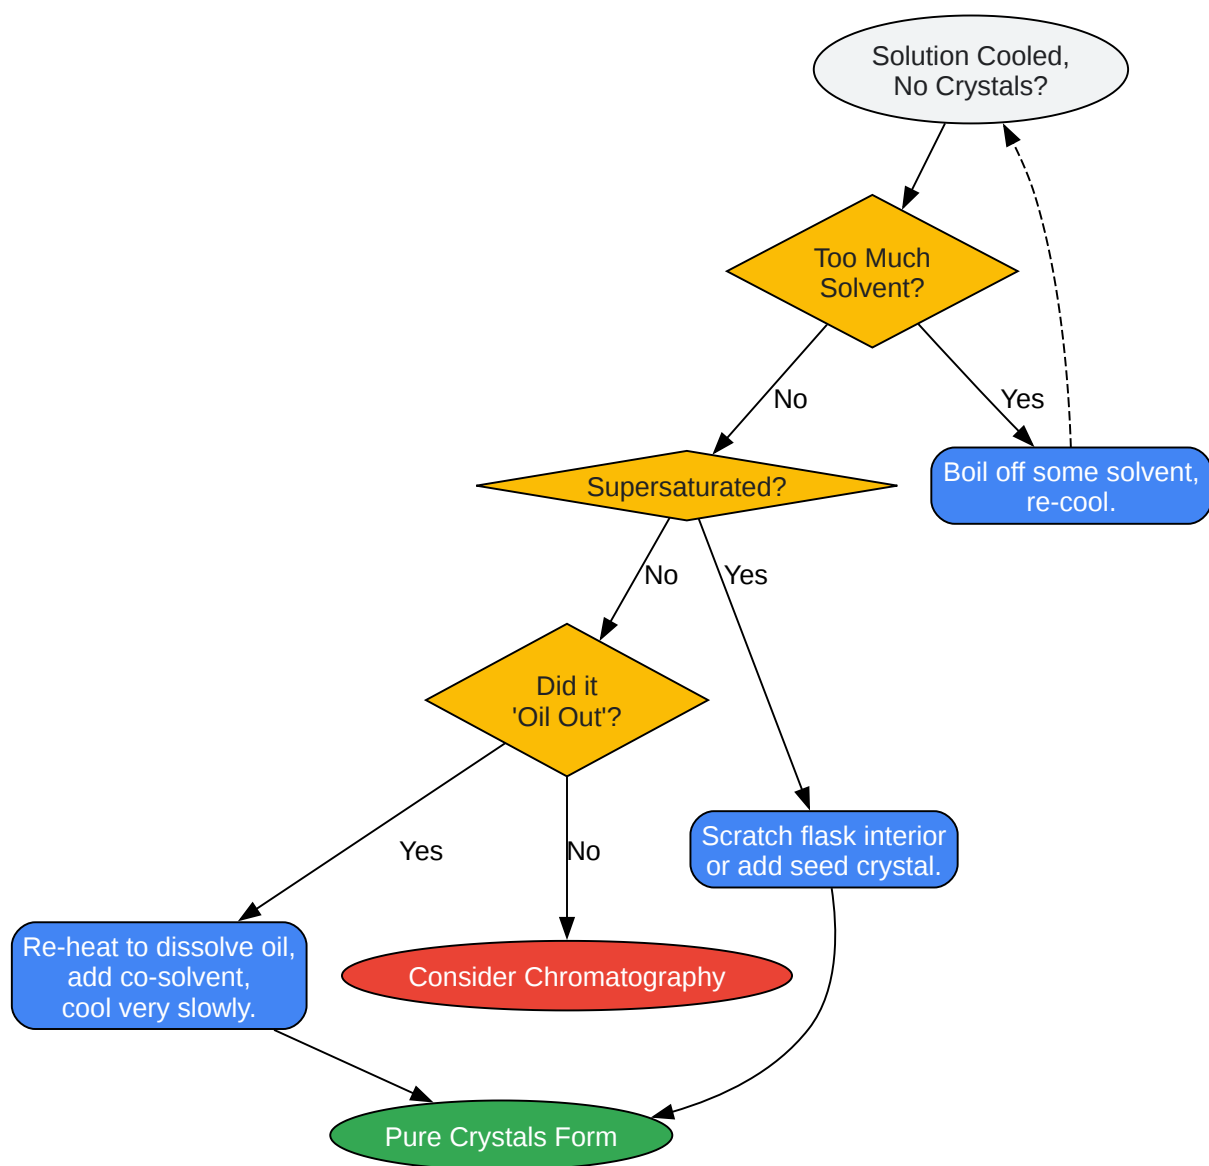 Solution Cooled,
No Crystals?
Too Much
Solvent?
No
Yes
Supersaturated?
Boil off some solvent,
re-cool.
No
Yes
Did it
'Oil Out'?
Yes
No
Scratch flask interior
or add seed crystal.
Re-heat to dissolve oil,
add co-solvent,
cool very slowly.
Consider Chromatography
Pure Crystals Form